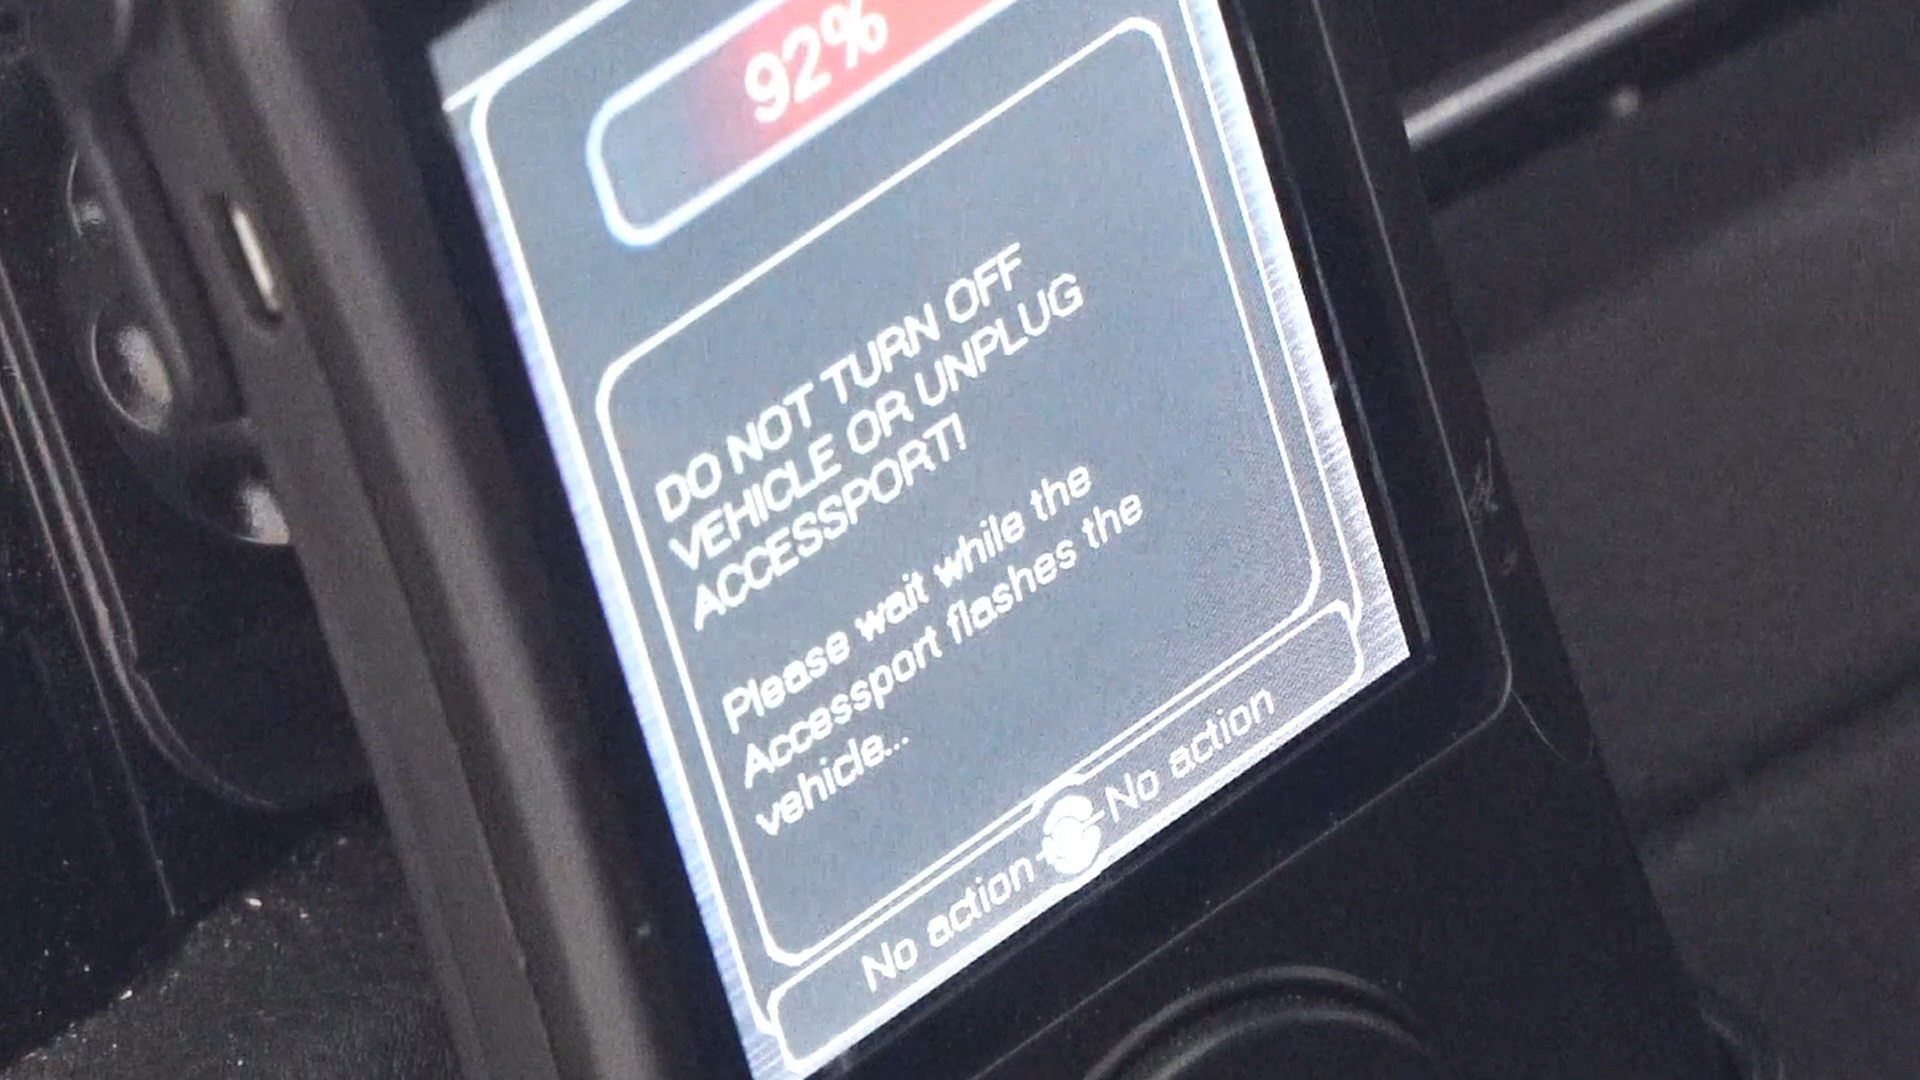 92%
DO NOT TURN OFF
VEHICLE OR UNPLUG
ACCESSPORT!
Please wait while the
Accessport flashes the
vehicle...
No action
No action